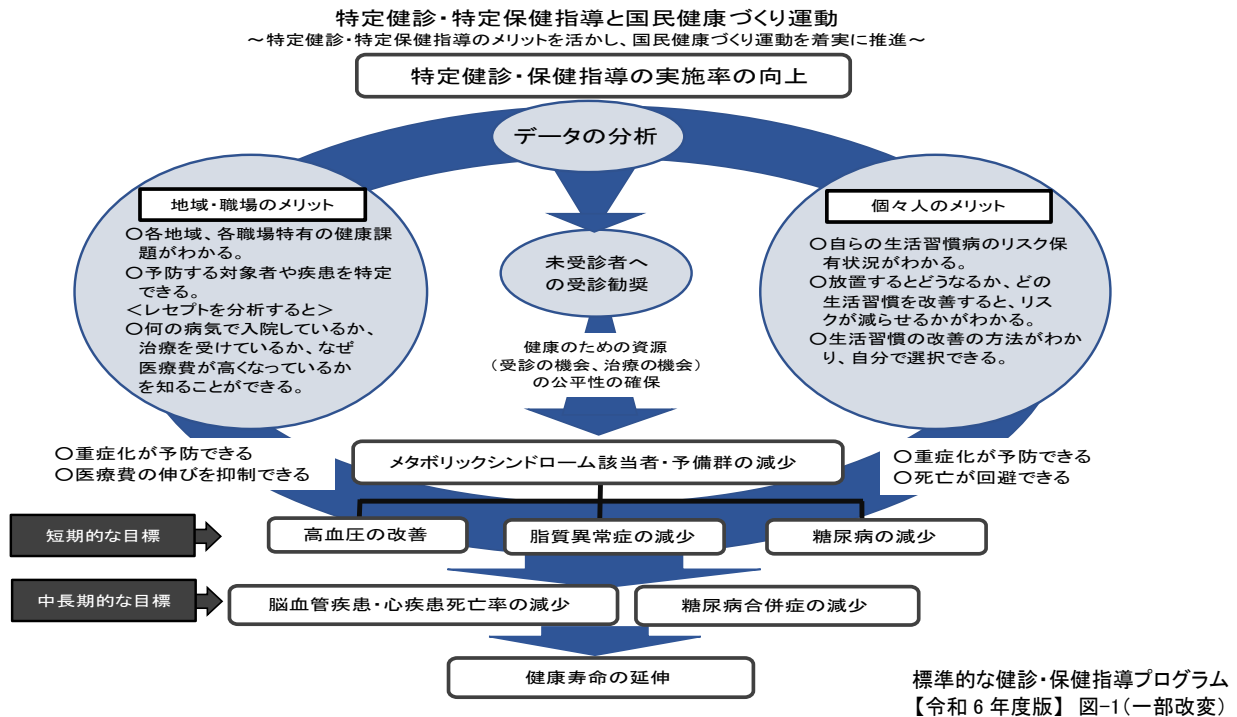 特定健診・特定保健指導と国民健康づくり運動
～特定健診・特定保健指導のメリットを活かし、国民健康づくり運動を着実に推進～
特定健診・保健指導の実施率の向上
データの分析
地域・職場のメリット
○各地域、各職場特有の健康課
題がわかる。
○予防する対象者や疾患を特定
できる。
＜レセプトを分析すると＞
○何の病気で入院しているか、
治療を受けているか、なぜ
医療費が高くなっているか
を知ることができる。
未受診者へ
の受診勧奨
健康のための資源
（受診の機会、治療の機会）
の公平性の確保
個々人のメリット
○自らの生活習慣病のリスク保
有状況がわかる。
○放置するとどうなるか、どの
生活習慣を改善すると、リス
クが減らせるかがわかる。
○生活習慣の改善の方法がわか
り、自分で選択できる。
○重症化が予防できる
○医療費の伸びを抑制できる
メタボリックシンドローム該当者・予備群の減少
○重症化が予防できる
○死亡が回避できる
短期的な目標
高血圧の改善
脂質異常症の減少
糖尿病の減少
中長期的な目標
脳血管疾患・心疾患死亡率の減少
糖尿病合併症の減少
健康寿命の延伸
標準的な健診・保健指導プログラム
【令和6年度版】 図-1（一部改変）